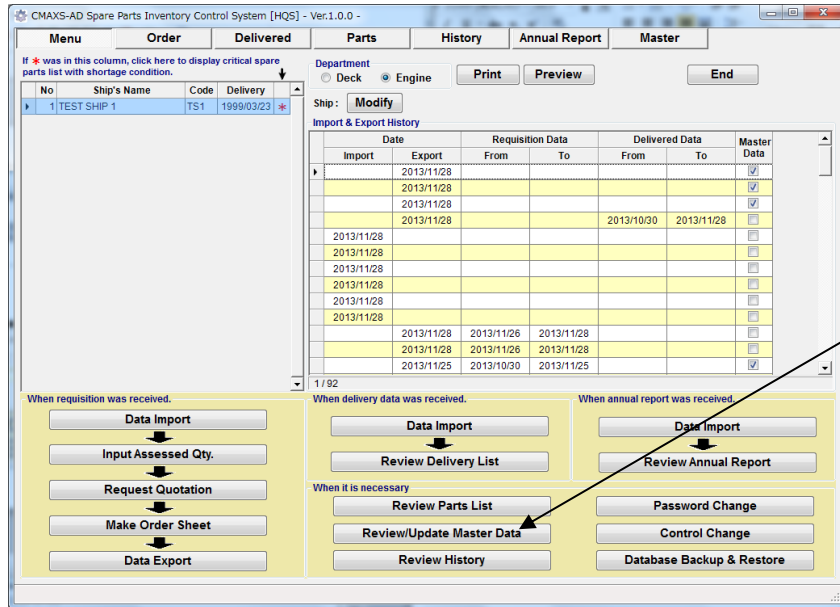 CMAXS-AD Spare Parts Inventory Control System [HQS] - Ver.1.0.0 -
Menu Order Delivered Parts History Annual Report Master
If * was in this column, click here to display critical spare
parts list with shortage condition.
No Ship's Name Code Delivery
1 TEST SHIP 1 TS1 1999/03/23 *
Department
Deck Engine Print Preview End
Ship : Modify
Import & Export History
Date Requisition Data Delivered Data Master Data
Import Export From To From To
2013/11/28
2013/11/28
2013/11/28
2013/11/28 2013/10/30 2013/11/28
2013/11/28
2013/11/28
2013/11/28
2013/11/28
2013/11/28
2013/11/28
2013/11/28 2013/11/26 2013/11/28
2013/11/28 2013/11/26 2013/11/28
2013/11/25 2013/10/30 2013/11/25
1 / 92
When requisition was received.
Data Import
Input Assessed Qty.
Request Quotation
Make Order Sheet
Data Export
When delivery data was received.
Data Import
Review Delivery List
When annual report was received.
Data Import
Review Annual Report
When it is necessary
Review Parts List Password Change
Review/Update Master Data Control Change
Review History Database Backup & Restore